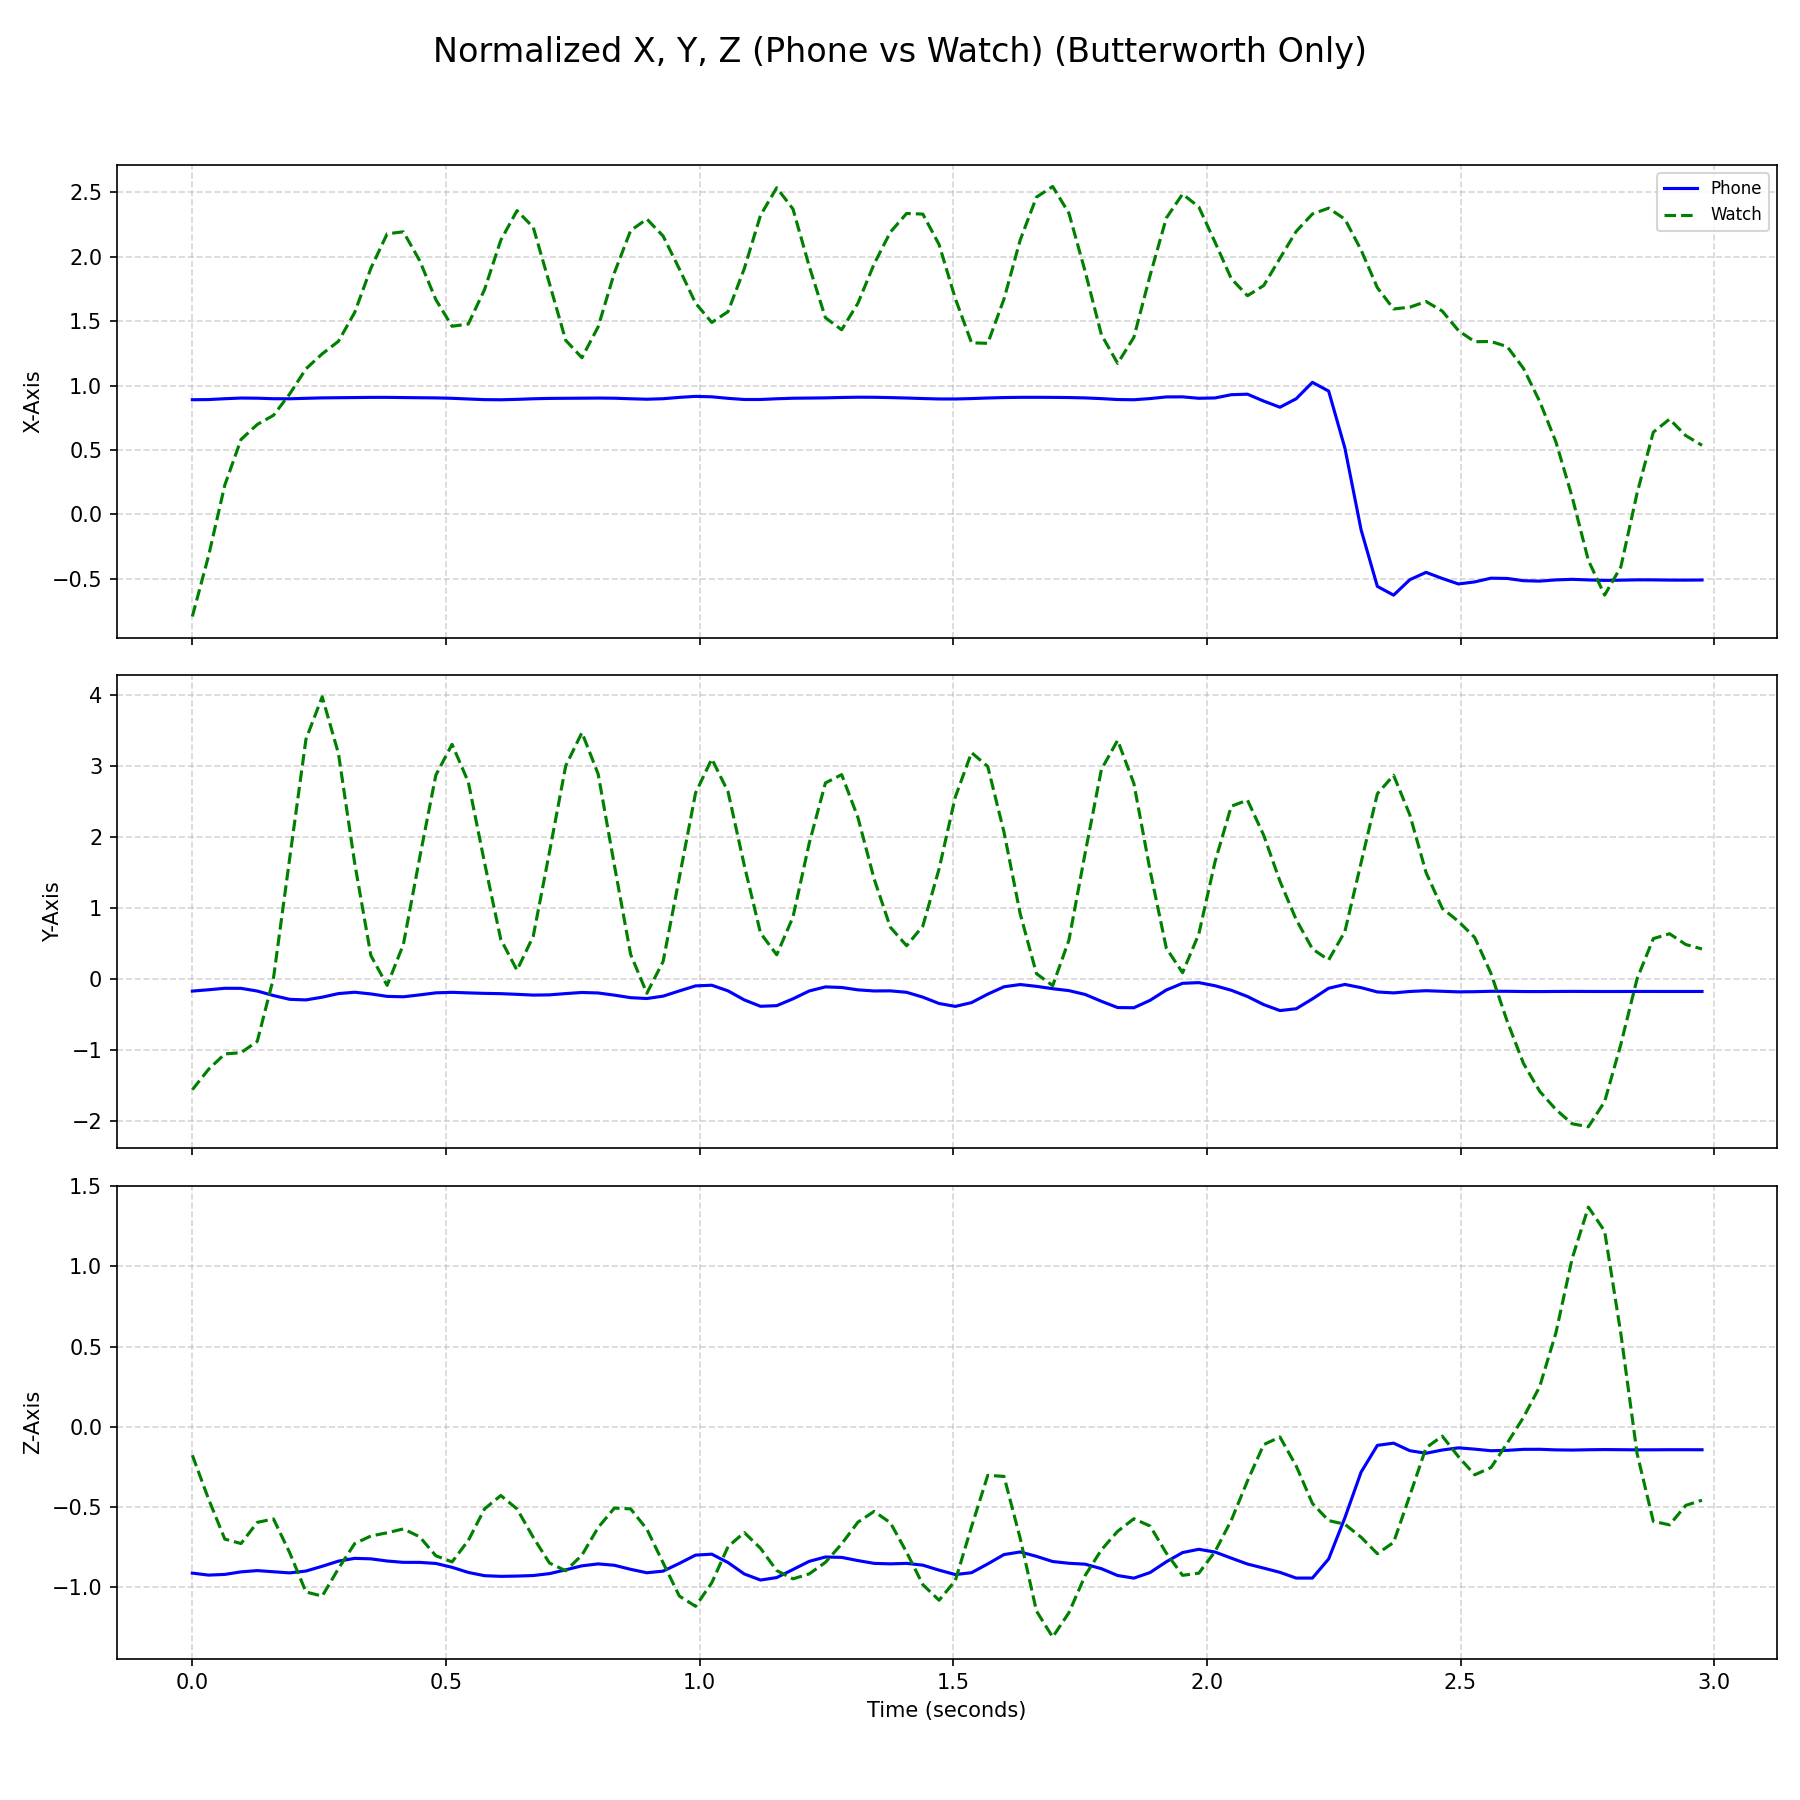 Normalized X, Y, Z (Phone vs Watch) (Butterworth Only)
Phone
Watch
X-Axis
2.5
2.0
1.5
1.0
0.5
0.0
−0.5
Y-Axis
4
3
2
1
0
−1
−2
Z-Axis
1.5
1.0
0.5
0.0
−0.5
−1.0
0.0 0.5 1.0 1.5 2.0 2.5 3.0
Time (seconds)